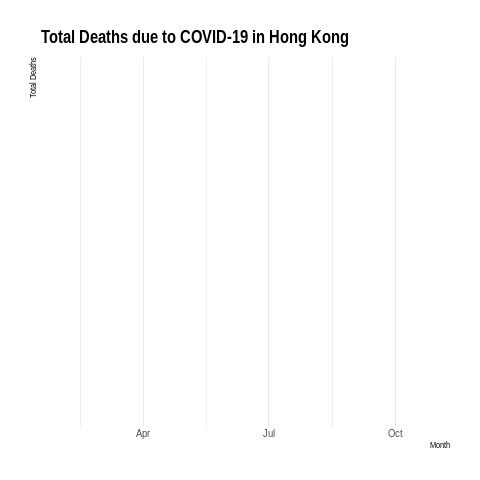 Total Deaths due to COVID-19 in Hong Kong
Total Deaths
Apr Jul Oct
Month